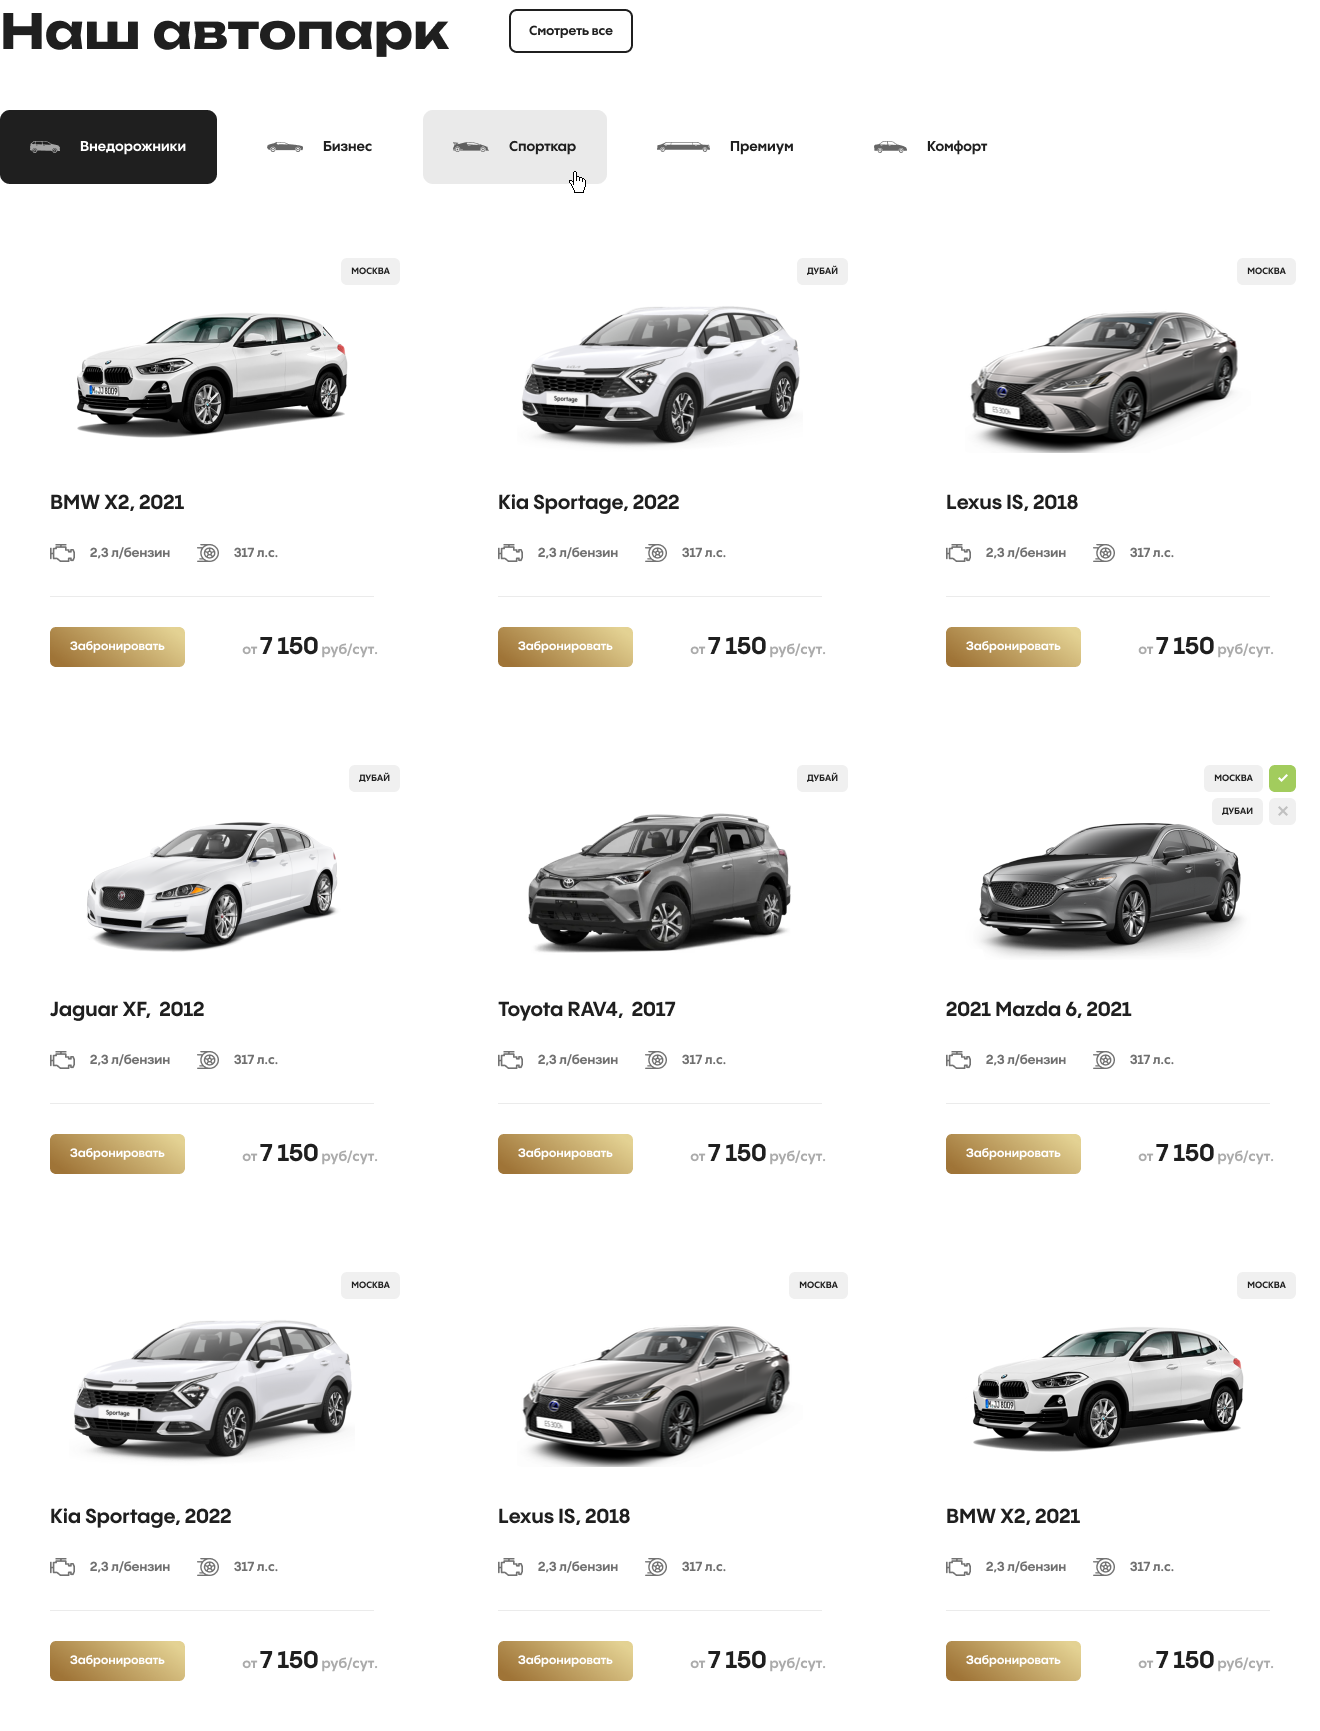 Наш автопарк
Смотреть все
Внедорожники
Бизнес
Спорткар
Премиум
Комфорт
МОСКВА
ДУБАЙ
МОСКВА
Sportage
ES 300h
BMW X2, 2021
Kia Sportage, 2022
Lexus IS, 2018
2,3 л/бензин 317 л.с.
2,3 л/бензин 317 л.с.
2,3 л/бензин 317 л.с.
Забронировать от 7 150 руб/сут.
Забронировать от 7 150 руб/сут.
Забронировать от 7 150 руб/сут.
ДУБАЙ
ДУБАЙ
МОСКВА
ДУБАИ
Jaguar XF, 2012
Toyota RAV4, 2017
2021 Mazda 6, 2021
2,3 л/бензин 317 л.с.
2,3 л/бензин 317 л.с.
2,3 л/бензин 317 л.с.
Забронировать от 7 150 руб/сут.
Забронировать от 7 150 руб/сут.
Забронировать от 7 150 руб/сут.
МОСКВА
МОСКВА
МОСКВА
Sportage
ES 300h
Kia Sportage, 2022
Lexus IS, 2018
BMW X2, 2021
2,3 л/бензин 317 л.с.
2,3 л/бензин 317 л.с.
2,3 л/бензин 317 л.с.
Забронировать от 7 150 руб/сут.
Забронировать от 7 150 руб/сут.
Забронировать от 7 150 руб/сут.